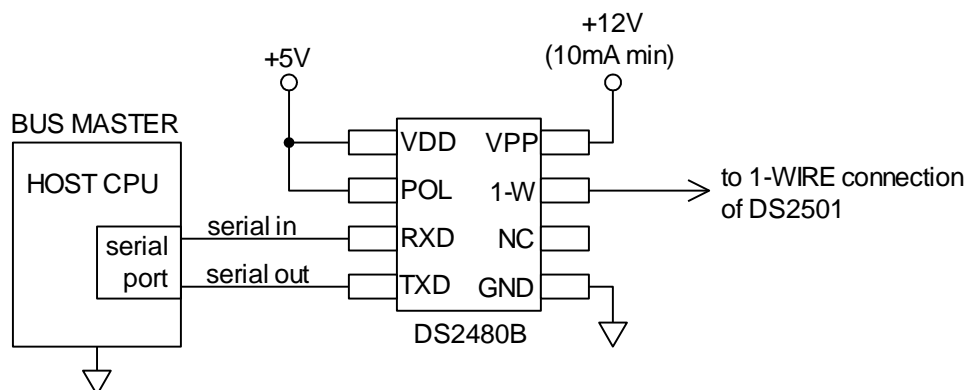 +12V
(10mA min)
+5V
BUS MASTER
HOST CPU
serial
port
serial in
serial out
VDD
POL
RXD
TXD
VPP
1-W
NC
GND
DS2480B
to 1-WIRE connection
of DS2501